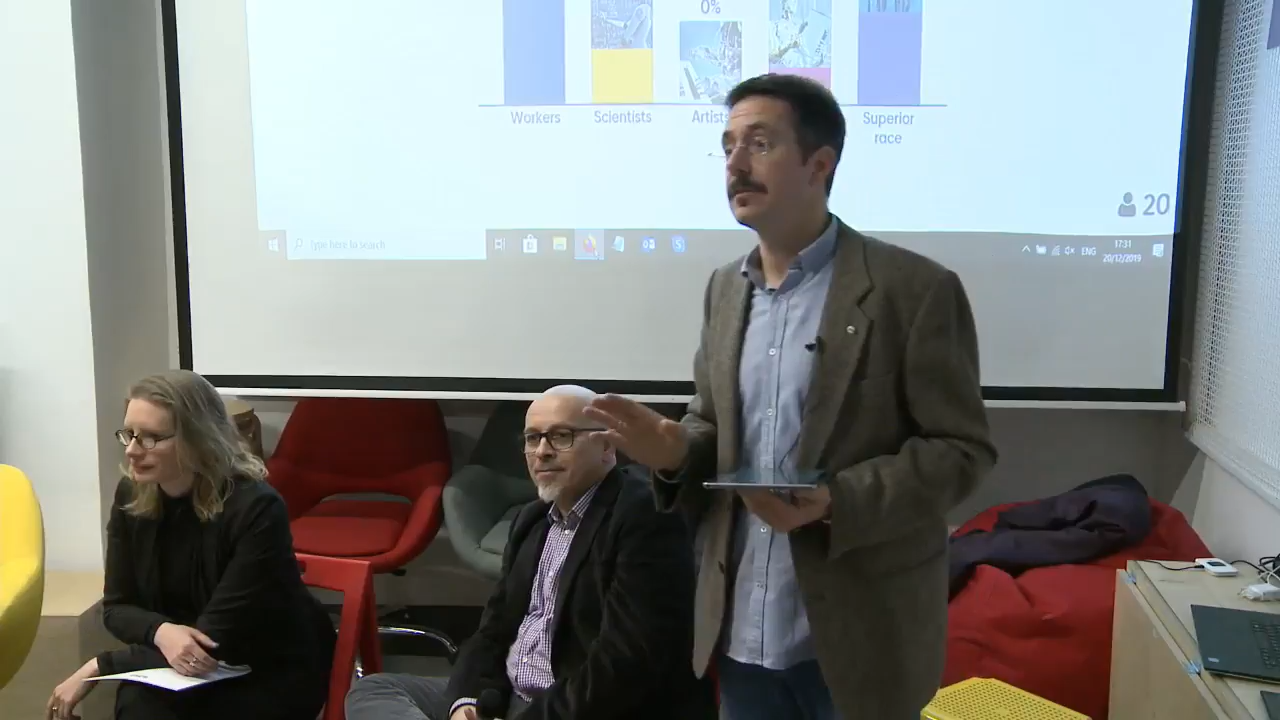 0%
Workers
Scientists
Artists
Superior
race
20
Type here to search
ENG
17:31
20/12/2019